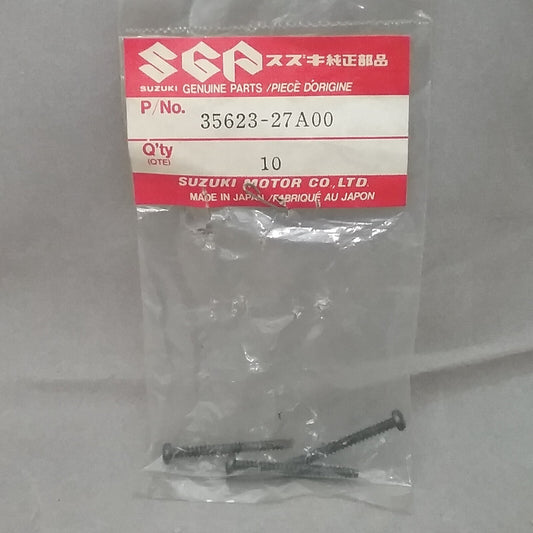 SGP スズキ純正部品
SUZUKI GENUINE PARTS/PIECE D'ORIGINE
P/No. 35623-27A00
Q'ty 10
(QTE)
SUZUKI MOTOR CO.,LTD.
MADE IN JAPAN/FABRIQUÉ AU JAPON